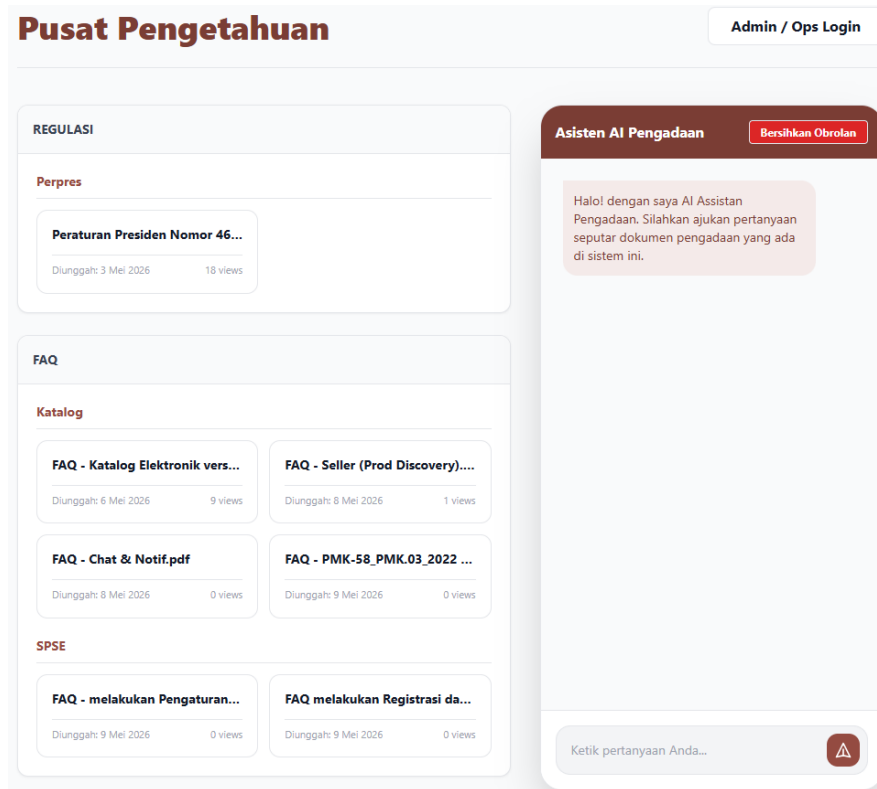 Pusat Pengetahuan
Admin / Ops Login
REGULASI
Perpres
Peraturan Presiden Nomor 46...
Diunggah: 3 Mei 2026
18 views
FAQ
Katalog
FAQ - Katalog Elektronik vers...
Diunggah: 6 Mei 2026
9 views
FAQ - Seller (Prod Discovery)....
Diunggah: 8 Mei 2026
1 views
FAQ - Chat & Notif.pdf
Diunggah: 8 Mei 2026
0 views
FAQ - PMK-58_PMK.03_2022 ...
Diunggah: 9 Mei 2026
0 views
SPSE
FAQ - melakukan Pengaturan...
Diunggah: 9 Mei 2026
0 views
FAQ melakukan Registrasi da...
Diunggah: 9 Mei 2026
0 views
Asisten AI Pengadaan
Bersihkan Obrolan
Halo! dengan saya AI Assistan
Pengadaan. Silahkan ajukan pertanyaan
seputar dokumen pengadaan yang ada
di sistem ini.
Ketik pertanyaan Anda...